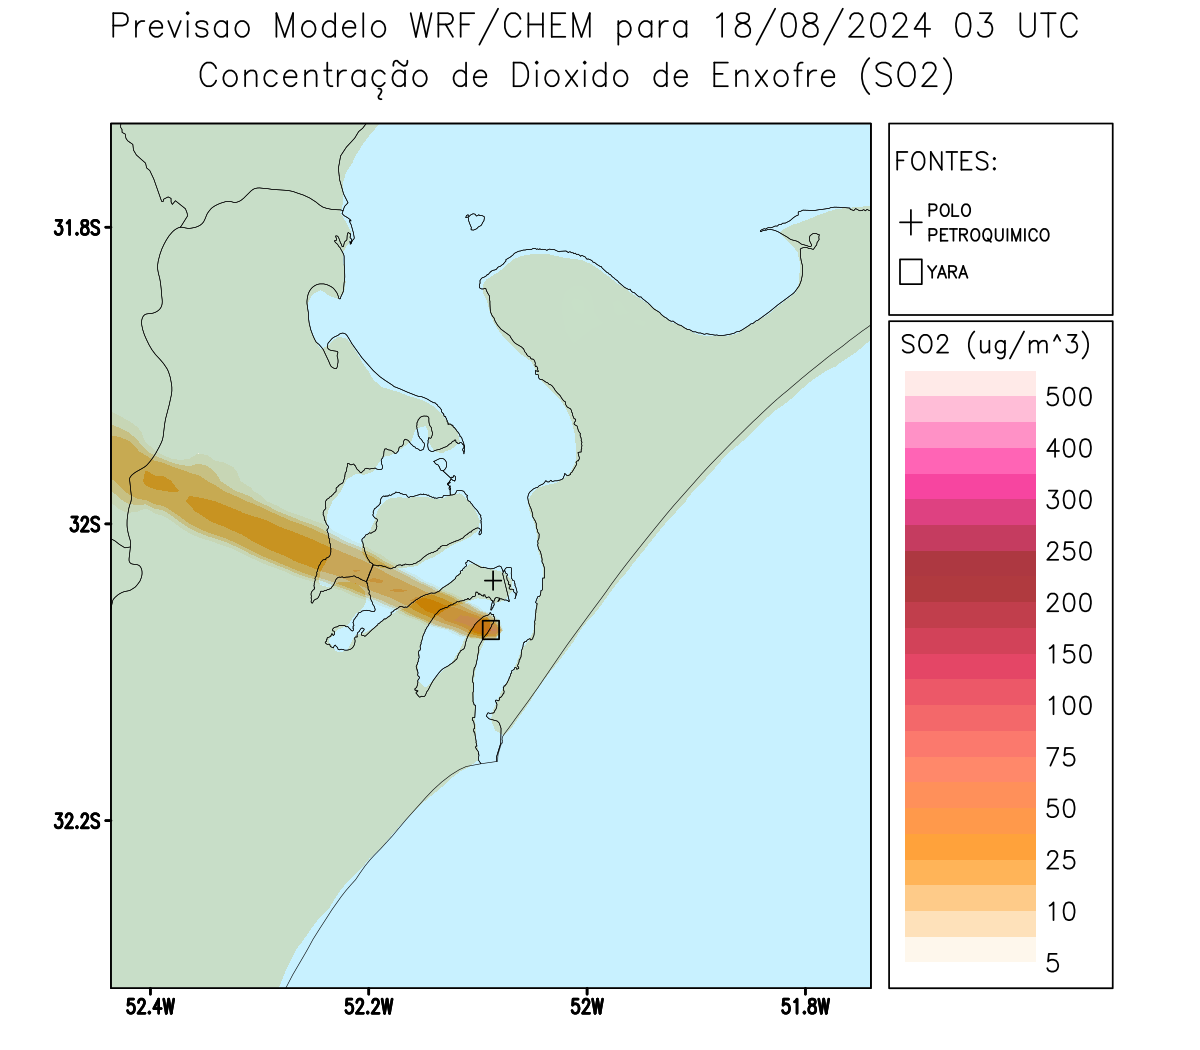 Previsao Modelo WRF/CHEM para 18/08/2024 03 UTC
Concentração de Dioxido de Enxofre (SO2)
FONTES:
POLO
PETROQUIMICO
YARA
31.8S
32S
32.2S
52.4W
52.2W
52W
51.8W
SO2 (ug/m^3)
500
400
300
250
200
150
100
75
50
25
10
5